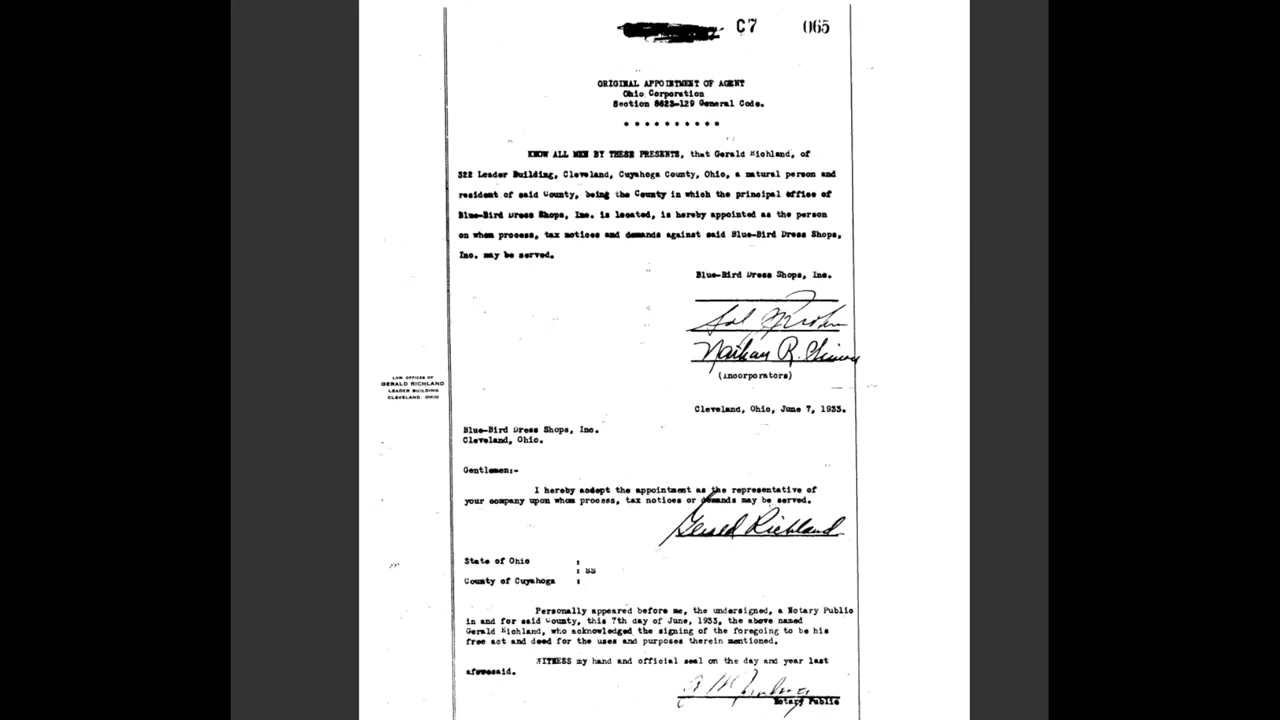 C7 065
ORIGINAL APPOINTMENT OF AGENT
Ohio Corporation
Section 8623-129 General Code.
KNOW ALL MEN BY THESE PRESENTS, that Gerald Richland, of
322 Leader Building, Cleveland, Cuyahoga County, Ohio, a natural person and
resident of said County, being the County in which the principal office of
Blue-Bird Dress Shops, Inc. is located, is hereby appointed as the person
on whom process, tax notices and demands against said Blue-Bird Dress Shops,
Inc. may be served.
Blue-Bird Dress Shops, Inc.
Sol
Nathan R.
(incorporators)
LAW OFFICES OF
GERALD RICHLAND
LEADER BUILDING
CLEVELAND, OHIO
Cleveland, Ohio, June 7, 1933.
Blue-Bird Dress Shops, Inc.
Cleveland, Ohio.
Gentlemen:-
I hereby accept the appointment as the representative of
your company upon whom process, tax notices or demands may be served.
Gerald Richland
State of Ohio :
: SS
County of Cuyahoga :
Personally appeared before me, the undersigned, a Notary Public
in and for said County, this 7th day of June, 1933, the above named
Gerald Richland, who acknowledged the signing of the foregoing to be his
free act and deed for the uses and purposes therein mentioned.
WITNESS my hand and official seal on the day and year last
aforesaid.
Notary Public